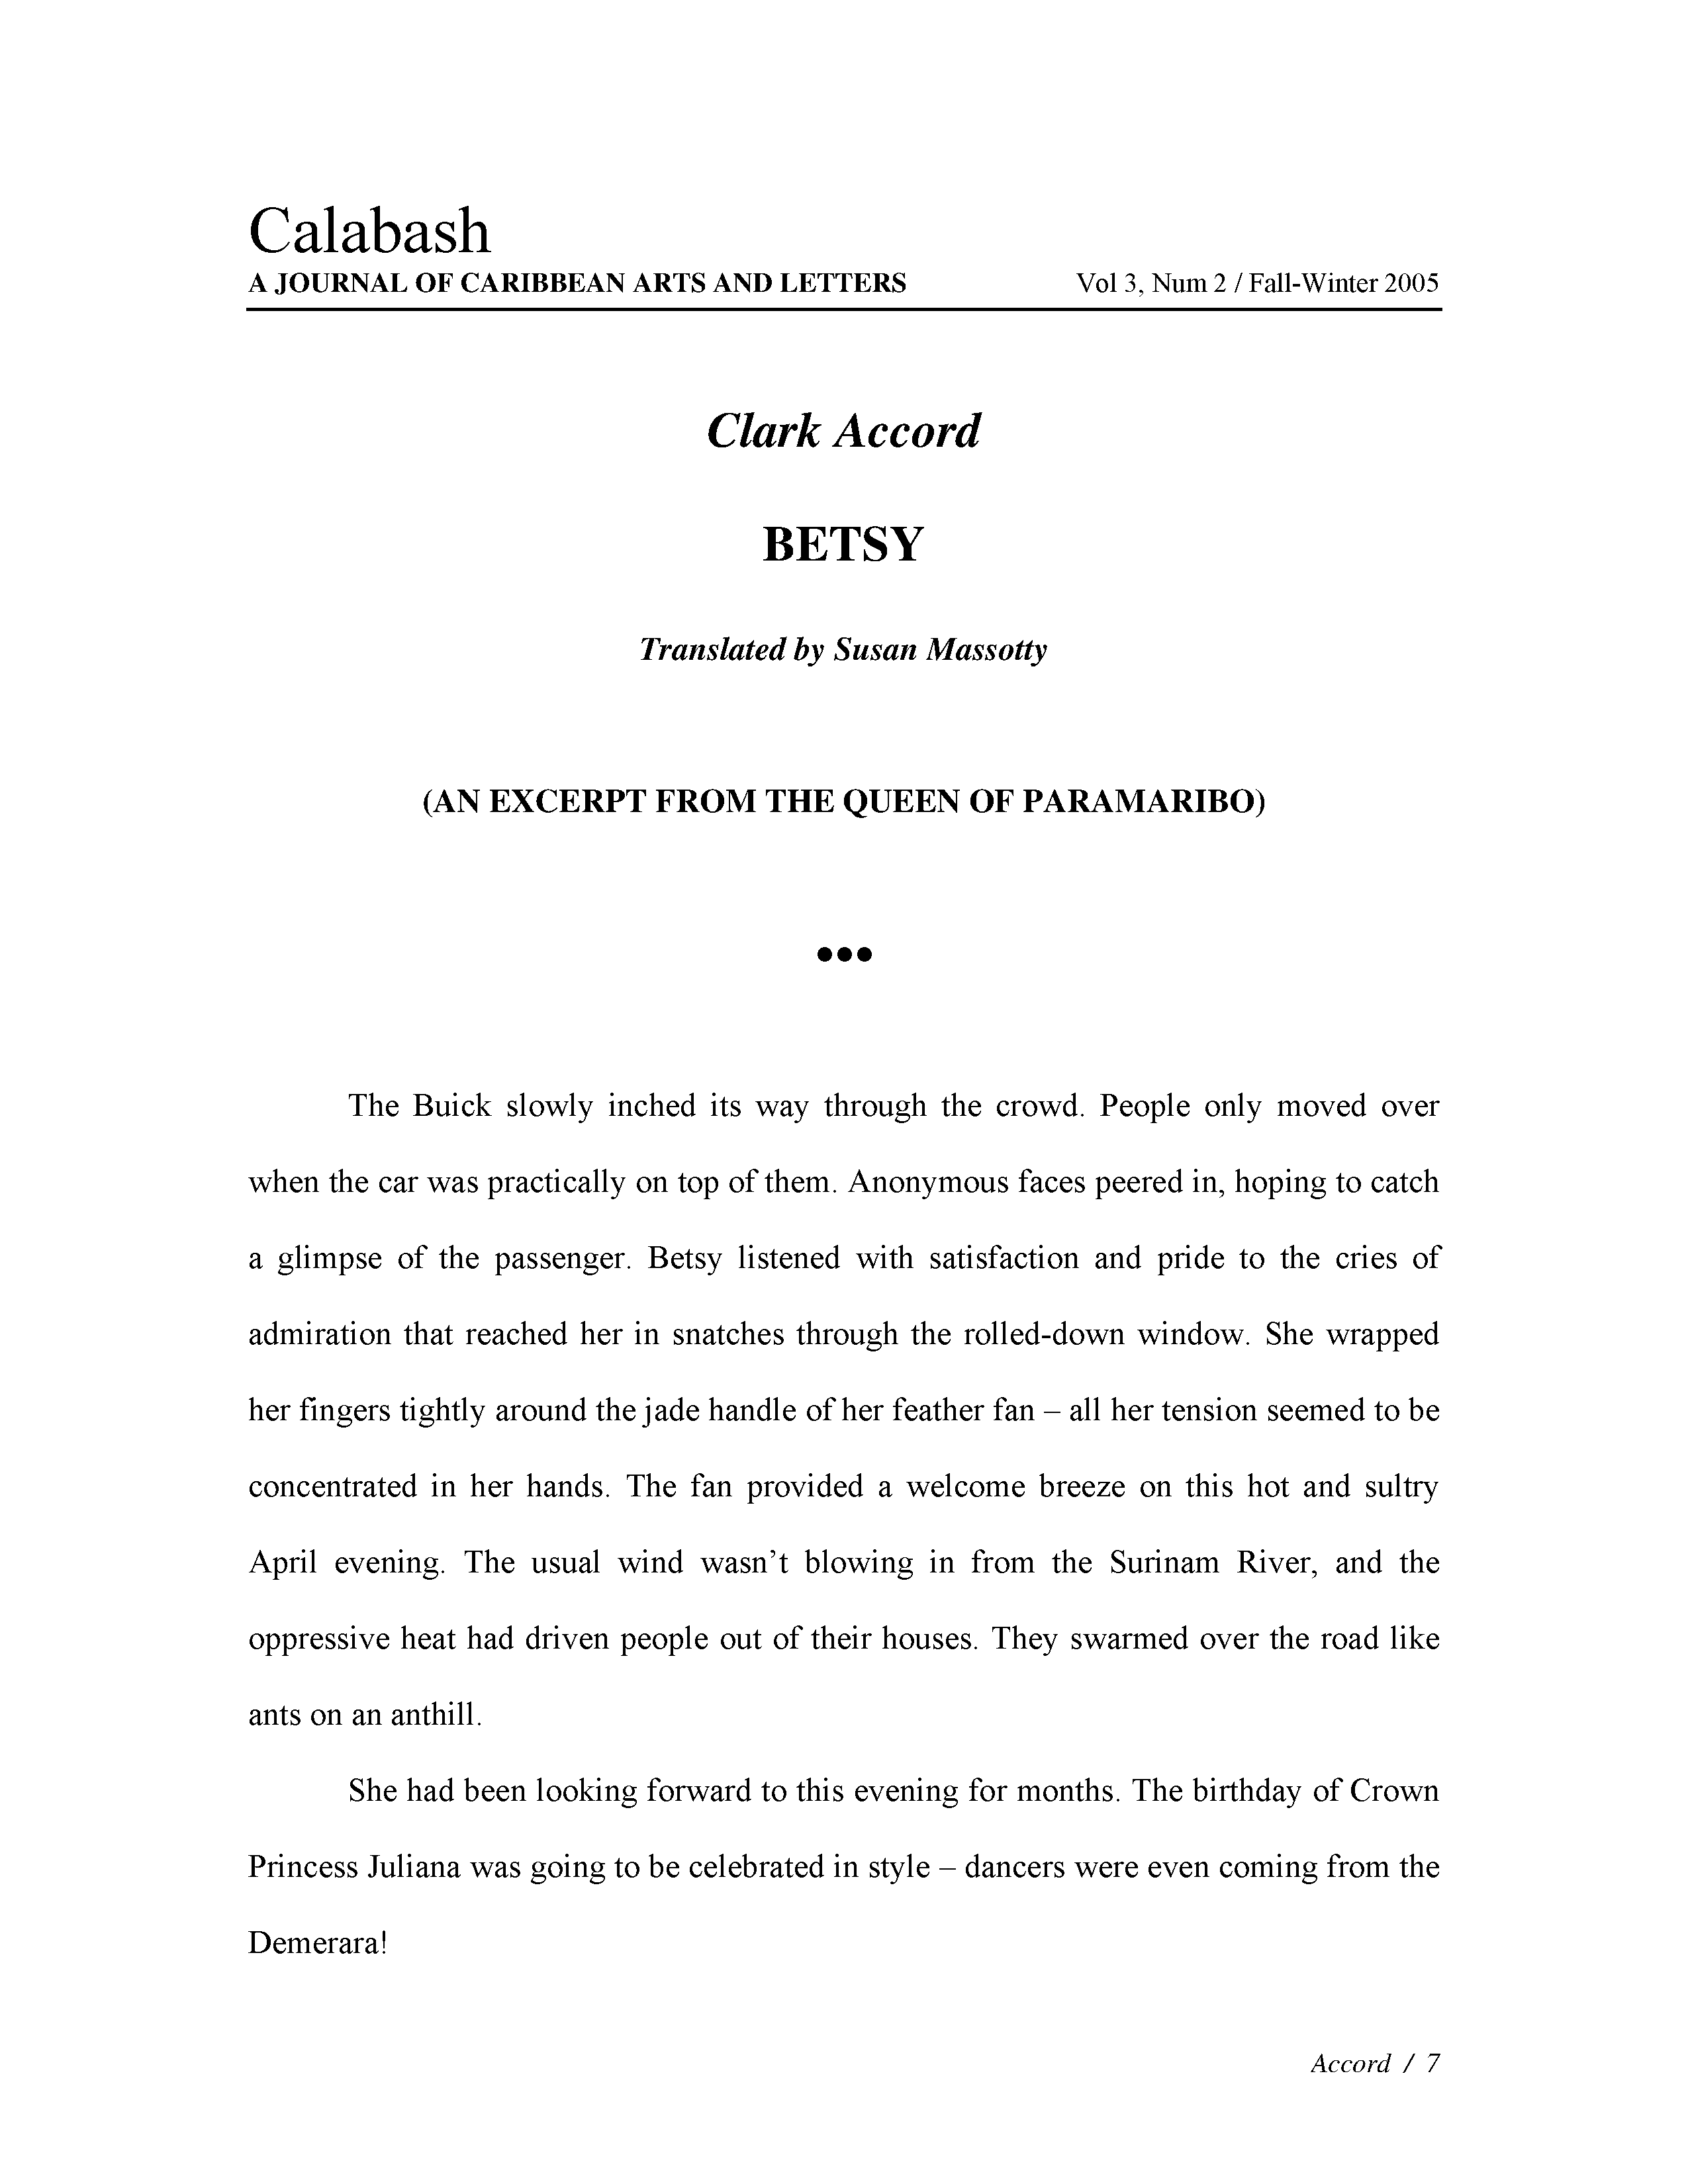 Calabash
A JOURNAL OF CARIBBEAN ARTS AND LETTERS Vol 3, Num 2 / Fall-Winter 2005
Clark Accord
BETSY
Translated by Susan Massotty
(AN EXCERPT FROM THE QUEEN OF PARAMARIBO)
●●●
The Buick slowly inched its way through the crowd. People only moved over
when the car was practically on top of them. Anonymous faces peered in, hoping to catch
a glimpse of the passenger. Betsy listened with satisfaction and pride to the cries of
admiration that reached her in snatches through the rolled-down window. She wrapped
her fingers tightly around the jade handle of her feather fan – all her tension seemed to be
concentrated in her hands. The fan provided a welcome breeze on this hot and sultry
April evening. The usual wind wasn’t blowing in from the Surinam River, and the
oppressive heat had driven people out of their houses. They swarmed over the road like
ants on an anthill.
She had been looking forward to this evening for months. The birthday of Crown
Princess Juliana was going to be celebrated in style – dancers were even coming from the
Demerara!
Accord / 7